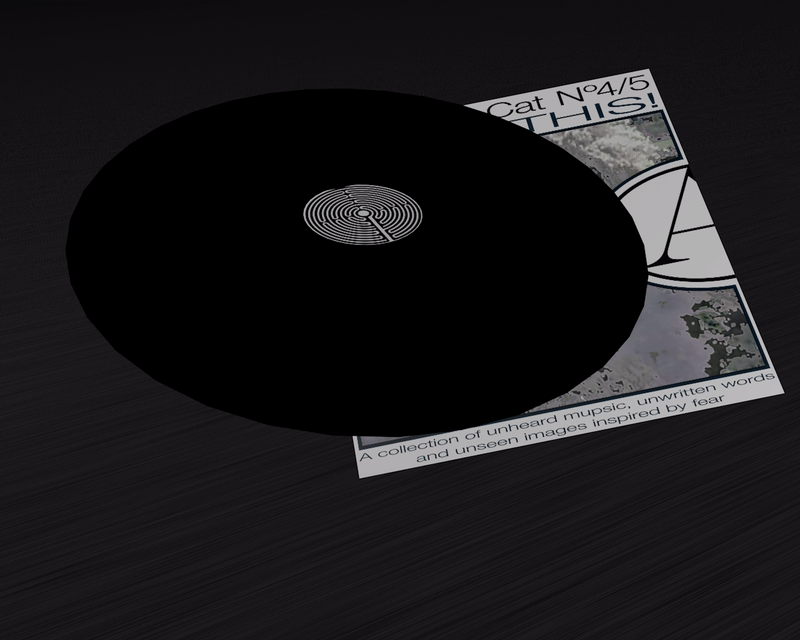 Cat Nº4/5
THIS!
A collection of unheard mupsic, unwritten words
and unseen images inspired by fear